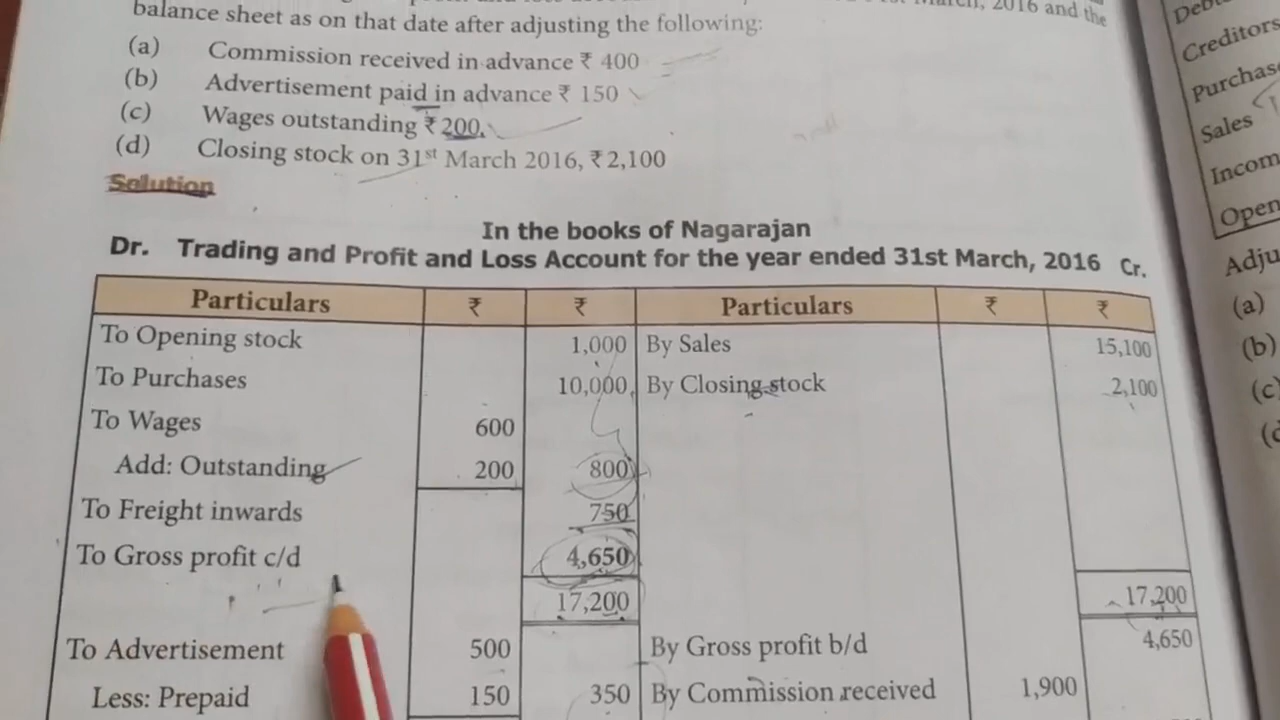 2016 and the
balance sheet as on that date after adjusting the following:
(a) Commission received in advance ₹ 400
(b) Advertisement paid in advance ₹ 150
(c) Wages outstanding ₹ 200.
(d) Closing stock on 31st March 2016, ₹ 2,100
Solution
In the books of Nagarajan
Dr. Trading and Profit and Loss Account for the year ended 31st March, 2016 Cr.
Particulars ₹ ₹ Particulars ₹ ₹
To Opening stock 1,000 By Sales 15,100
To Purchases 10,000 By Closing stock 2,100
To Wages 600
Add: Outstanding 200 800
To Freight inwards 750
To Gross profit c/d 4,650
17,200 17,200
To Advertisement 500 By Gross profit b/d 4,650
Less: Prepaid 150 350 By Commission received 1,900
Creditors
Purchas
Sales
Incom
Open
Adju
(a)
(b)
(c)